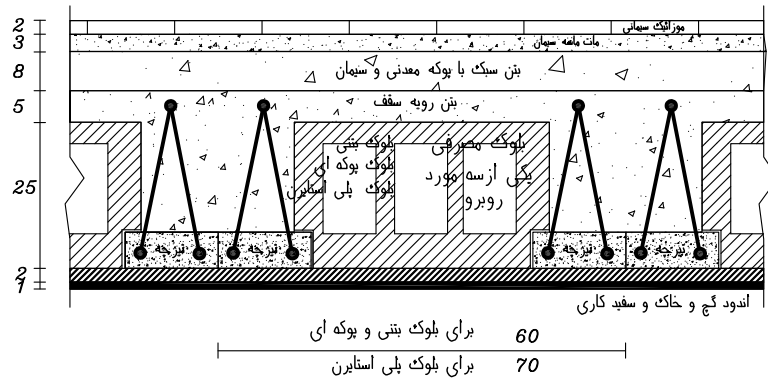 2
موزائیک سیمانی
3
مات ماسه سیمان
8
بتن سبک با پوکه معدنی و سیمان
5
بتن رویه سقف
25
بلوک مصرفی
یکی ازسه مورد
روبرو
بلوک بتنی
بلوک پوکه ای
بلوک پلی استایرن
تیرچه
تیرچه
تیرچه
تیرچه
2
1
اندود گچ و خاک و سفید کاری
برای بلوک بتنی و پوکه ای 60
برای بلوک پلی استایرن 70